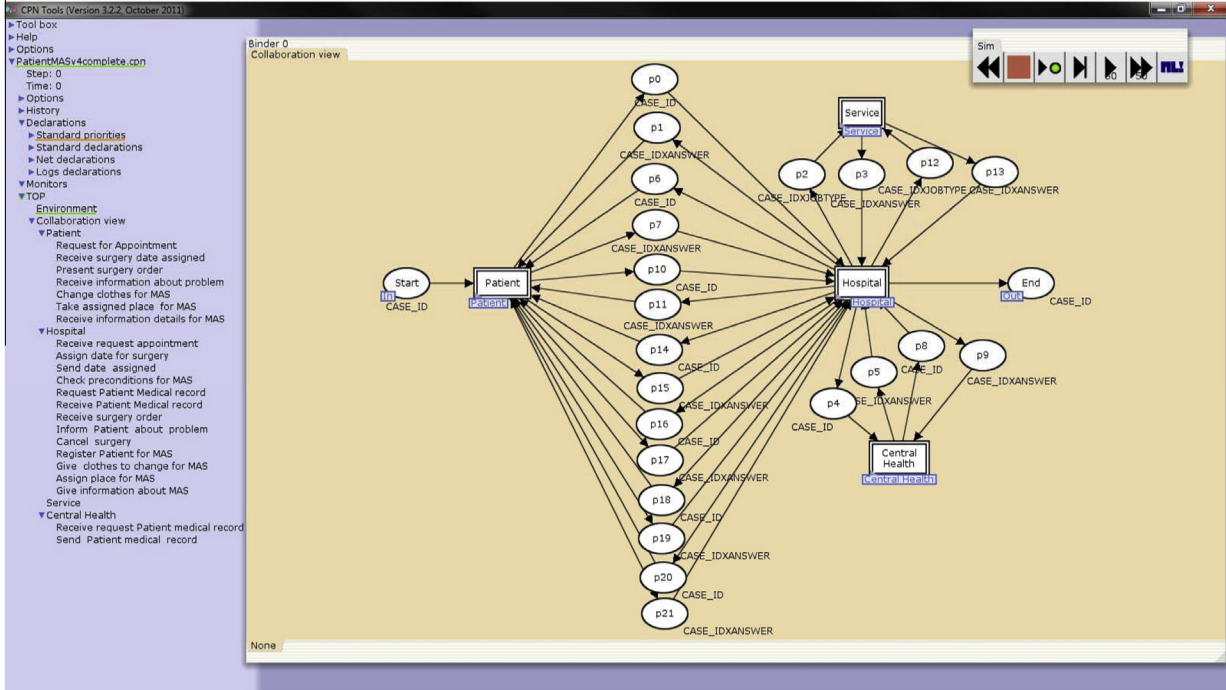 CPN Tools (Version 3.2.2, October 2011)
Tool box
Help
Options
PatientMASv4complete.cpn
Step: 0
Time: 0
Options
History
Declarations
Standard priorities
Standard declarations
Net declarations
Logs declarations
Monitors
TOP
Environment
Collaboration view
Patient
Request for Appointment
Receive surgery date assigned
Present surgery order
Receive information about problem
Change clothes for MAS
Take assigned place for MAS
Receive information details for MAS
Hospital
Receive request appointment
Assign date for surgery
Send date assigned
Check preconditions for MAS
Request Patient Medical record
Receive Patient Medical record
Receive surgery order
Inform Patient about problem
Cancel surgery
Register Patient for MAS
Give clothes to change for MAS
Assign place for MAS
Give information about MAS
Service
Central Health
Receive request Patient medical record
Send Patient medical record
Binder 0
Collaboration view
Sim
50
ML!
Start
In
CASE_ID
Patient
Patient
p0
CASE_ID
p1
CASE_IDXANSWER
p6
CASE_ID
p7
CASE_IDXANSWER
p10
CASE_ID
p11
CASE_IDXANSWER
p14
CASE_ID
p15
CASE_IDXANSWER
p16
CASE_ID
p17
CASE_IDXANSWER
p18
CASE_ID
p19
CASE_IDXANSWER
p20
CASE_ID
p21
CASE_IDXANSWER
Service
Service
p2
CASE_IDXJOBTYPE
p3
CASE_IDXANSWER
p12
CASE_IDXJOBTYPE
p13
CASE_IDXANSWER
Hospital
Hospital
End
Out
CASE_ID
p4
CASE_ID
p5
SE_IDXANSWER
p8
CASE_ID
p9
CASE_IDXANSWER
Central
Health
Central Health
None